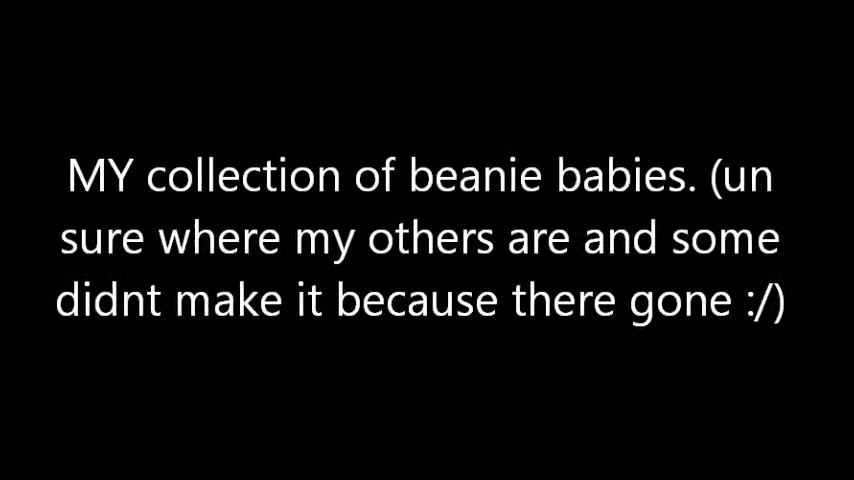 MY collection of beanie babies. (un
sure where my others are and some
didnt make it because there gone :/)